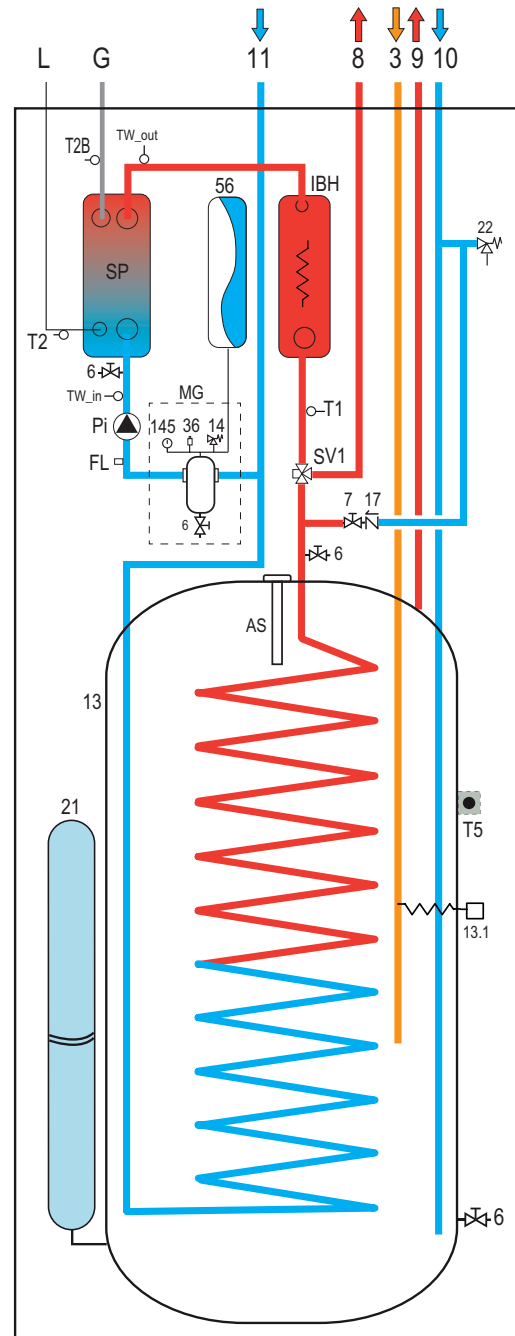 L G 11 8 3 9 10
T2B TW_out
56 IBH
22
SP
T2
6
TW_in MG
T1
Pi 145 36 14
SV1
FL
7 17
6
6
AS
13
21
T5
13.1
6